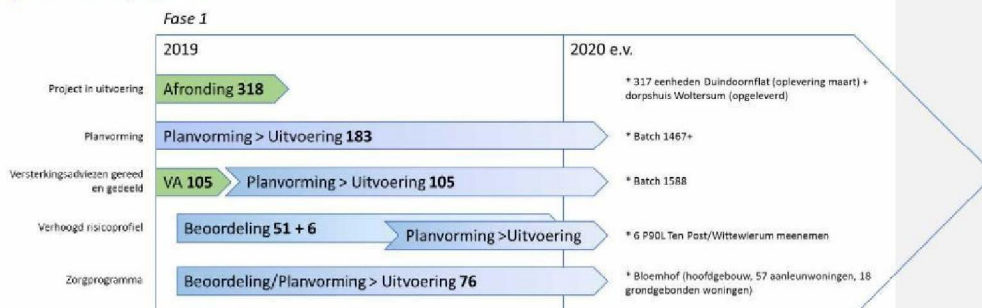 Fase 1
2019
2020 e.v.
Project in uitvoering
Afronding 318
* 317 eenheden Duindoornflat (oplevering maart) +
dorpshuis Woltersum (opgeleverd)
Planvorming
Planvorming > Uitvoering 183
* Batch 1467+
Versterkingsadviezen gereed
en gedeeld
VA 105
Planvorming > Uitvoering 105
* Batch 1588
Verhoogd risicoprofiel
Beoordeling 51 + 6
Planvorming >Uitvoering
* 6 P90L Ten Post/Wittewierum meenemen
Zorgprogramma
Beoordeling/Planvorming > Uitvoering 76
* Bloemhof (hoofdgebouw, 57 aanleunwoningen, 18
grondgebonden woningen)